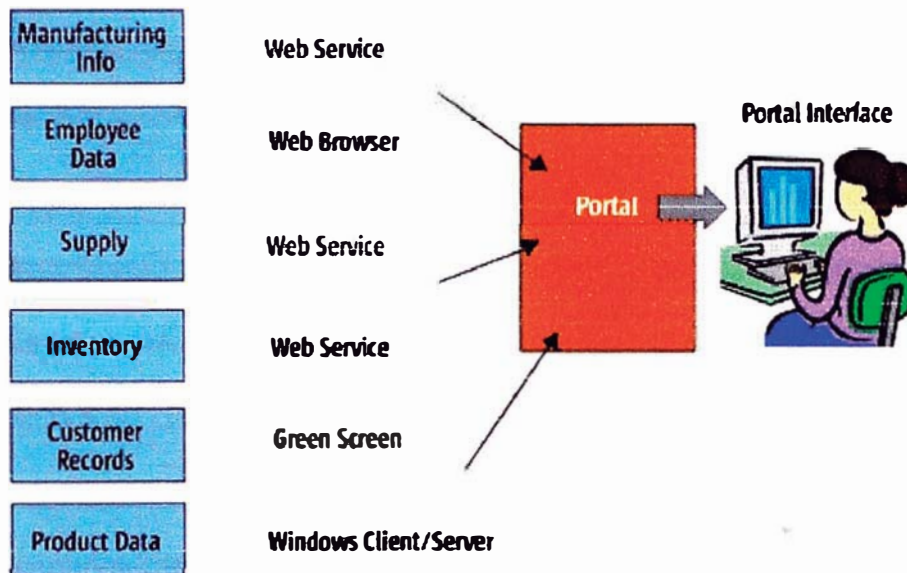 Manufacturing
Info
Web Service
Employee
Data
Web Browser
Supply
Web Service
Inventory
Web Service
Customer
Records
Green Screen
Product Data
Windows Client/Server
Portal
Portal Interface